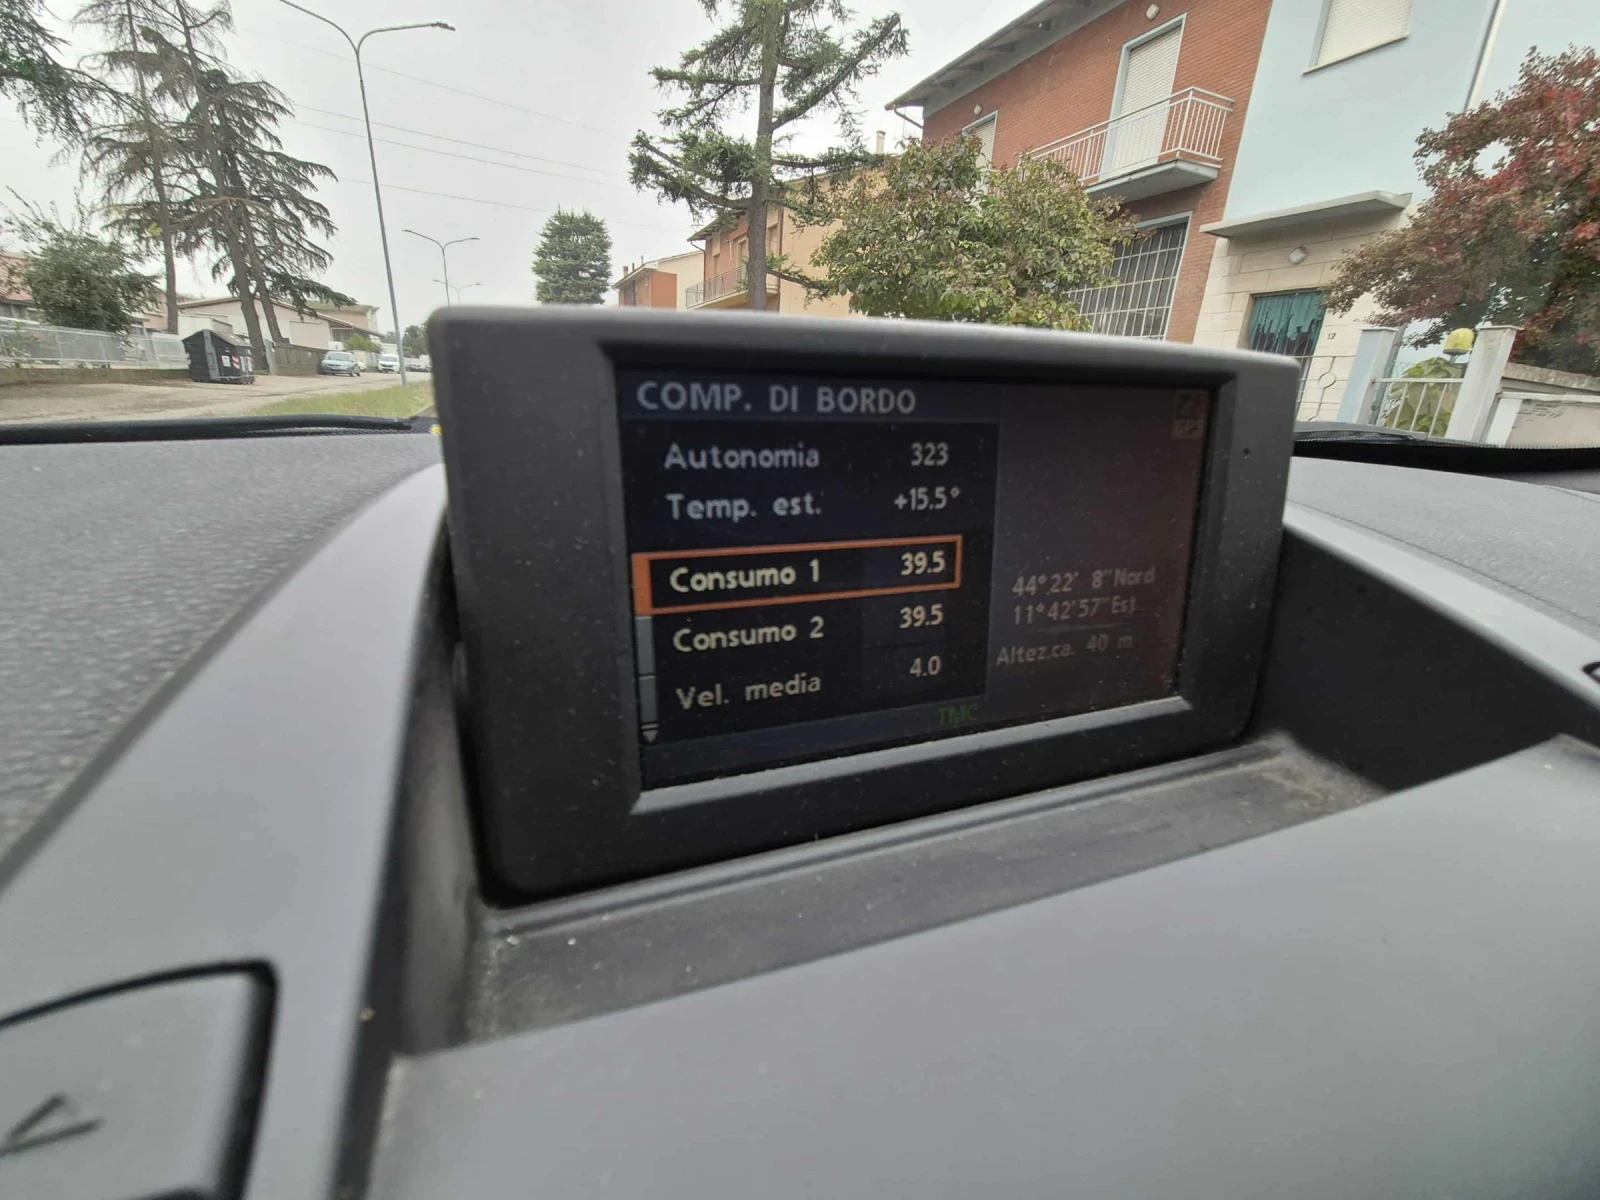 COMP. DI BORDO
Autonomia 323
Temp. est. +15.5°
Consumo 1 39.5
Consumo 2 39.5
Vel. media 4.0
44°22' 8"Nord
11°42'57"Est
Altez.ca. 40 m
TMC
12